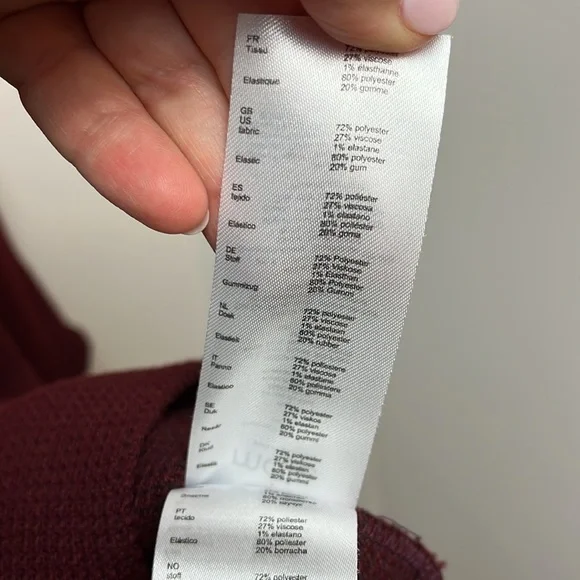 FR
Tissu 72%
27% viscose
1% élasthanne
Elastique 80% polyester
20% gomme
GB
US 72% polyester
fabric 27% viscose
1% elastane
Elastic 80% polyester
20% gum
ES 72% poliéster
tejido 27% viscosa
1% elastano
Elástico 80% poliéster
20% goma
DE 72% Polyester
Stoff 27% Viskose
1% Elasthan
80% Polyester
Gummizug 20% Gummi
NL 72% polyester
Doek 27% viscose
1% elastaan
80% polyester
Elastiek 20% rubber
IT 72% poliestere
Panno 27% viscosa
1% elastane
80% poliestere
Elastico 20% gomma
SE 72% polyester
Duk 27% viskos
1% elastan
80% polyester
20% gummi
72% polyester
27% viskose
1% elastan
80% polyester
20% gummi
PT 72% poliéster
tecido 27% viscose
1% elastano
Elástico 80% poliéster
20% borracha
NO
stoff 72% polyester